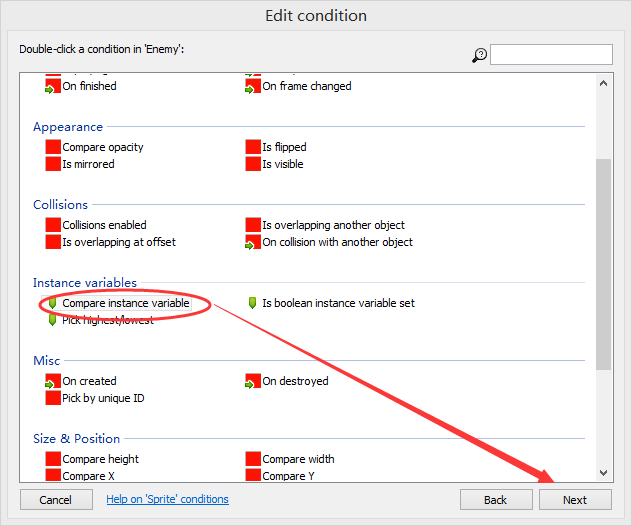 Edit condition
Double-click a condition in 'Enemy':
On finished
On frame changed
Appearance
Compare opacity
Is flipped
Is mirrored
Is visible
Collisions
Collisions enabled
Is overlapping another object
Is overlapping at offset
On collision with another object
Instance variables
Compare instance variable
Is boolean instance variable set
Pick highest/lowest
Misc
On created
On destroyed
Pick by unique ID
Size & Position
Compare height
Compare width
Compare X
Compare Y
Cancel
Help on 'Sprite' conditions
Back
Next